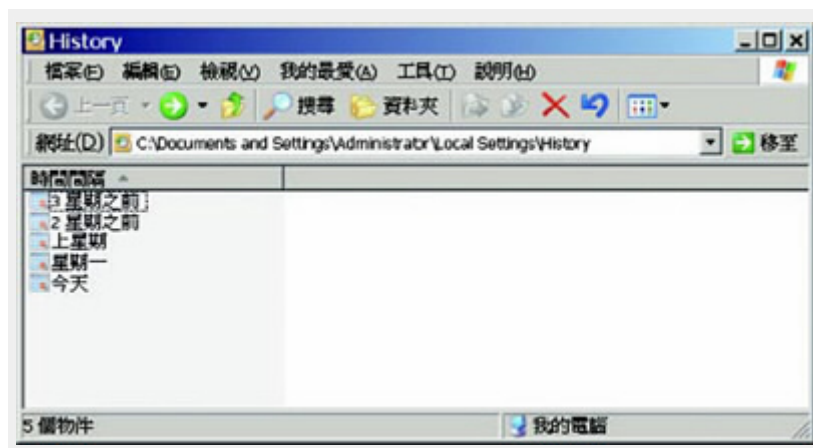 History
檔案(E) 編輯(E) 檢視(V) 我的最愛(A) 工具(T) 說明(H)
上一頁 搜尋 資料夾
網址(D) C:\Documents and Settings\Administrator\Local Settings\History 移至
時間間隔
3 星期之前
2 星期之前
上星期
星期一
今天
5 個物件 我的電腦